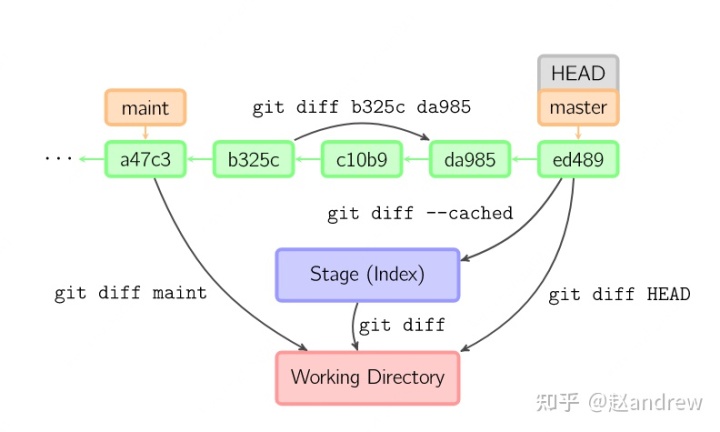 HEAD
maint
git diff b325c da985
master
...
a47c3
b325c
c10b9
da985
ed489
git diff --cached
Stage (Index)
git diff maint
git diff HEAD
git diff
Working Directory
知乎 @赵andrew